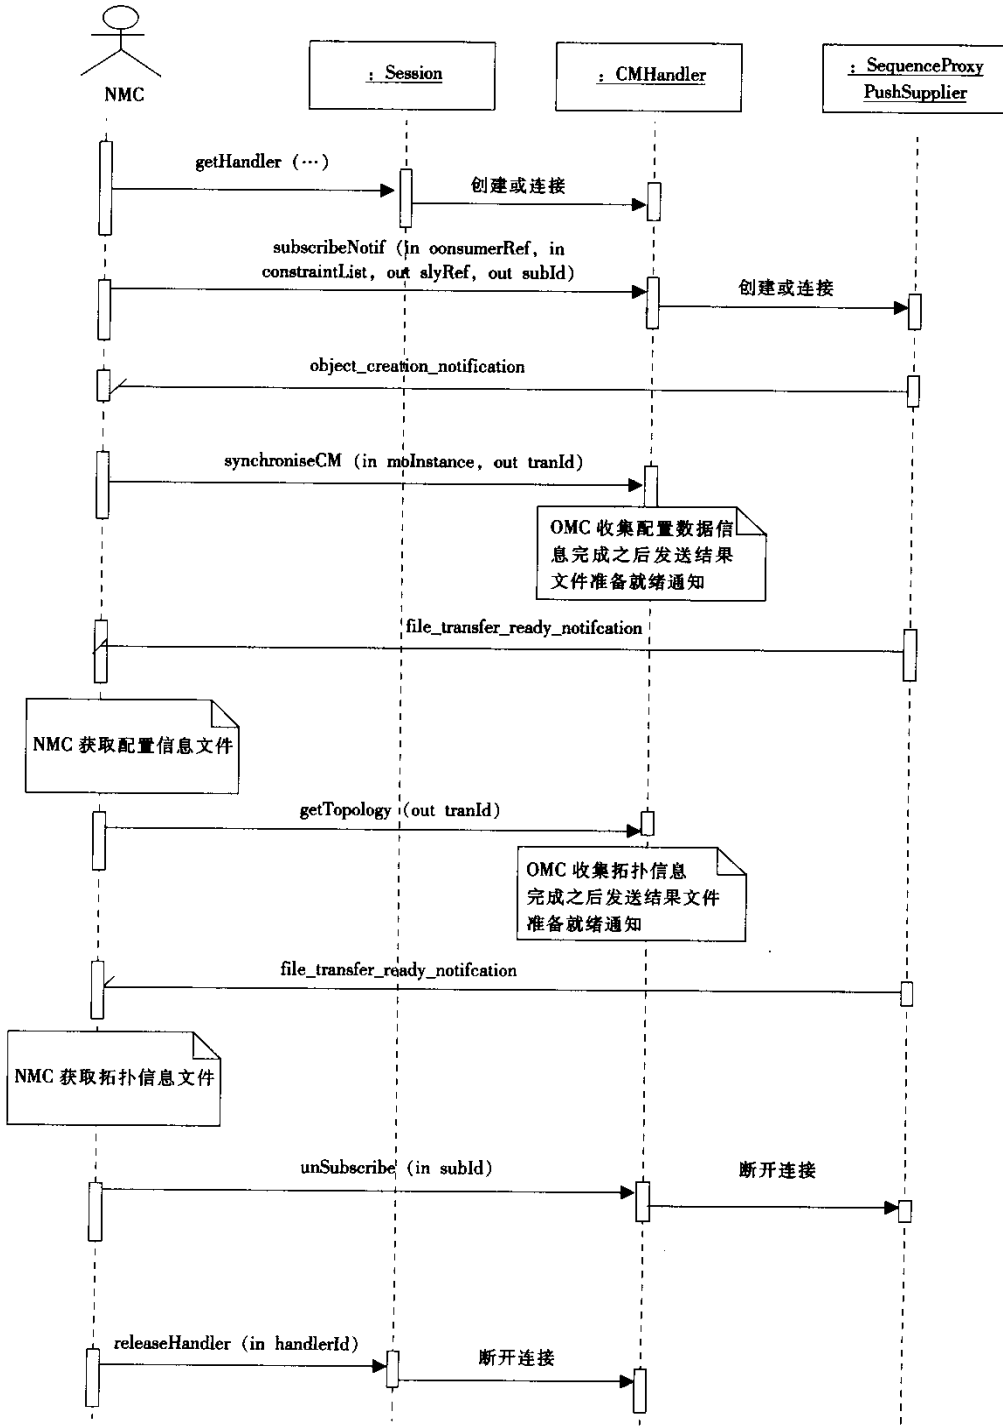 NMC
: Session
: CMHandler
: SequenceProxy
PushSupplier
getHandler (…)
创建或连接
subscribeNotif (in oonsumerRef, in
constraintList, out slyRef, out subId)
创建或连接
object_creation_notification
synchroniseCM (in moInstance, out tranId)
OMC 收集配置数据信
息完成之后发送结果
文件准备就绪通知
file_transfer_ready_notifcation
NMC 获取配置信息文件
getTopology (out tranId)
OMC 收集拓扑信息
完成之后发送结果文件
准备就绪通知
file_transfer_ready_notifcation
NMC 获取拓扑信息文件
unSubscribe (in subId)
断开连接
releaseHandler (in handlerId)
断开连接